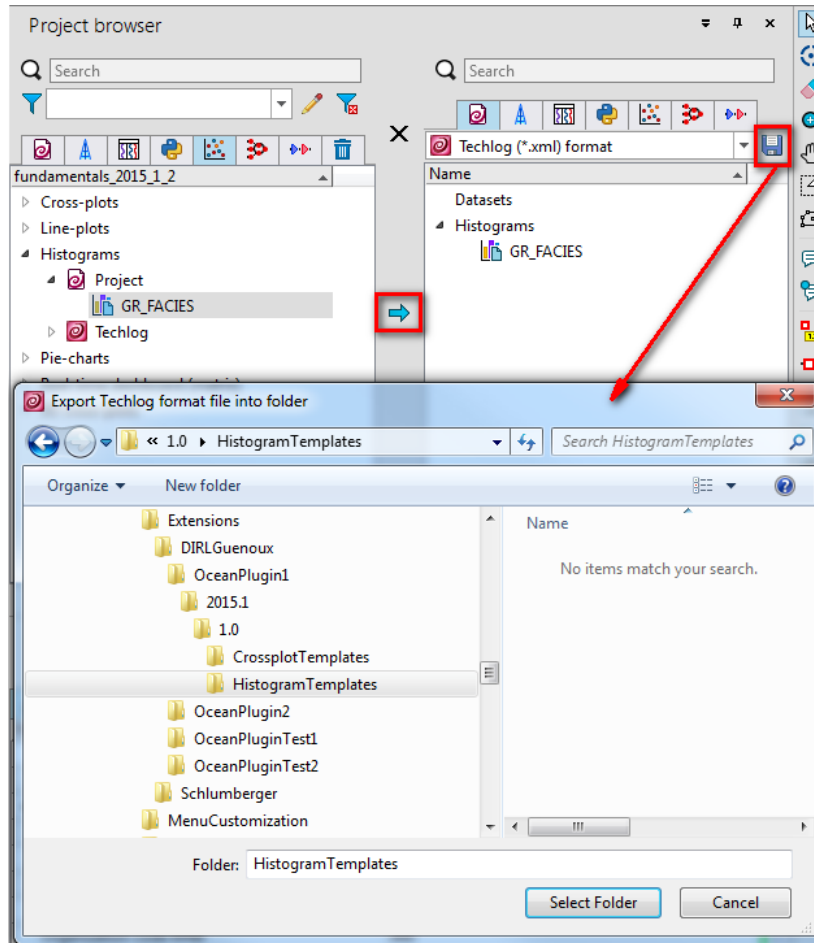 Project browser
Search
Search
Techlog (*.xml) format
fundamentals_2015_1_2
Name
Cross-plots
Datasets
Line-plots
Histograms
Histograms
GR_FACIES
Project
GR_FACIES
Techlog
Pie-charts
Export Techlog format file into folder
« 1.0 HistogramTemplates
Search HistogramTemplates
Organize
New folder
Extensions
Name
DIRLGuenoux
OceanPlugin1
No items match your search.
2015.1
1.0
CrossplotTemplates
HistogramTemplates
OceanPlugin2
OceanPluginTest1
OceanPluginTest2
Schlumberger
MenuCustomization
Folder: HistogramTemplates
Select Folder
Cancel